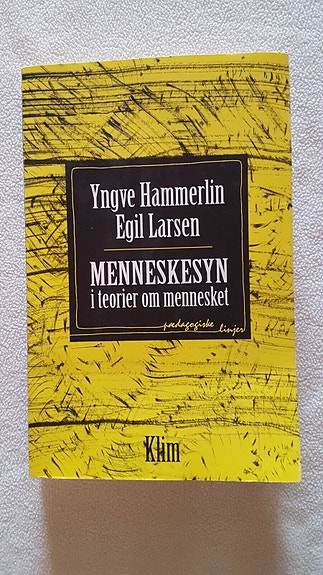 Yngve Hammerlin
Egil Larsen
MENNESKESYN
i teorier om mennesket
pædagogiske
linjer
Klim